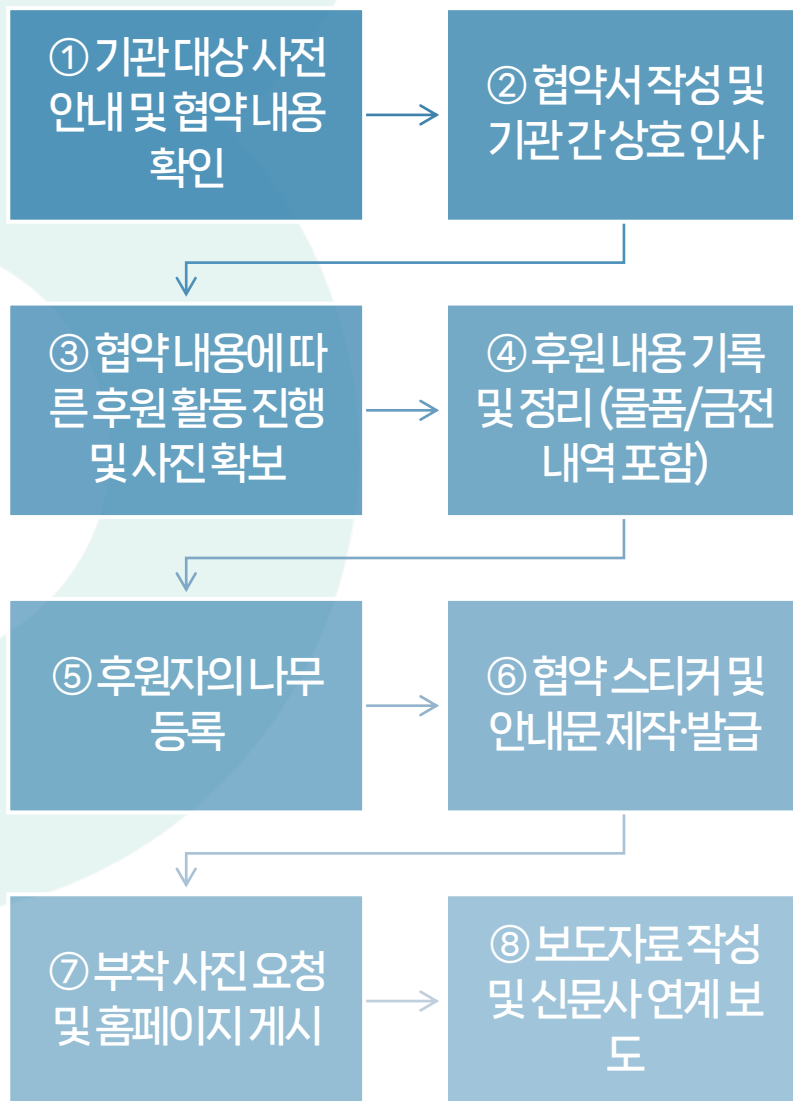 ① 기관 대상 사전
안내 및 협약 내용
확인
② 협약서 작성 및
기관 간 상호 인사
③ 협약 내용에 따
른 후원 활동 진행
및 사진 확보
④ 후원 내용 기록
및 정리 (물품/금전
내역 포함)
⑤ 후원자의 나무
등록
⑥ 협약 스티커 및
안내문 제작·발급
⑦ 부착 사진 요청
및 홈페이지 게시
⑧ 보도자료 작성
및 신문사 연계 보
도